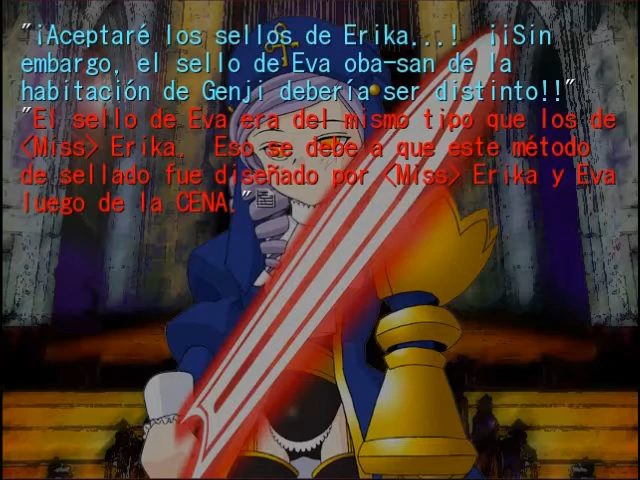 "¡Aceptaré los sellos de Erika...!  ¡¡Sin
embargo, el sello de Eva oba-san de la
habitación de Genji debería ser distinto!!"
"El sello de Eva era del mismo tipo que los de
<Miss> Erika.  Eso se debe a que este método
de sellado fue diseñado por <Miss> Erika y Eva
luego de la CENA."